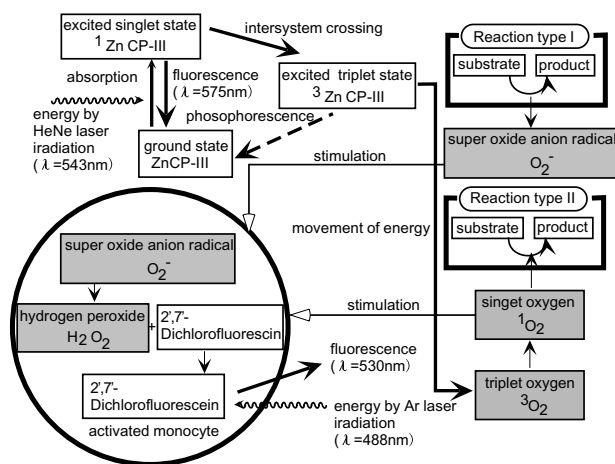 excited singlet state
1 Zn CP-III
intersystem crossing
absorption
fluorescence
(λ=575nm)
phosophorescence
excited triplet state
3 Zn CP-III
energy by
HeNe laser
irradiation
(λ=543nm)
ground state
ZnCP-III
Reaction type I
substrate
product
super oxide anion radical
O2-
stimulation
Reaction type II
substrate
product
movement of energy
super oxide anion radical
O2-
hydrogen peroxide
H2O2
+
2',7'-
Dichlorofluorescin
stimulation
singet oxygen
1O2
2',7'-
Dichlorofluorescein
activated monocyte
fluorescence
(λ=530nm)
energy by Ar laser
irradiation
(λ=488nm)
triplet oxygen
3O2